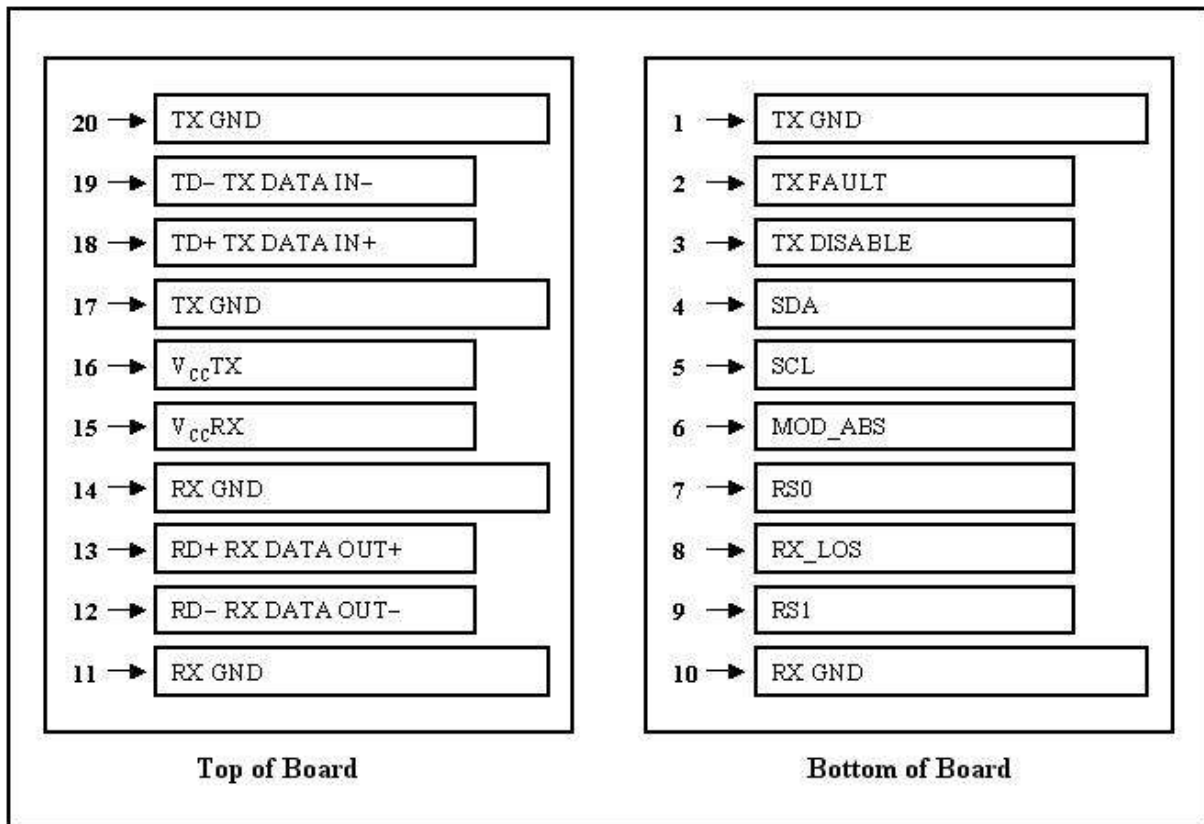 20 TX GND
19 TD− TX DATA IN−
18 TD+ TX DATA IN+
17 TX GND
16 VCCTX
15 VCCRX
14 RX GND
13 RD+ RX DATA OUT+
12 RD− RX DATA OUT−
11 RX GND
Top of Board
1 TX GND
2 TX FAULT
3 TX DISABLE
4 SDA
5 SCL
6 MOD_ABS
7 RS0
8 RX_LOS
9 RS1
10 RX GND
Bottom of Board